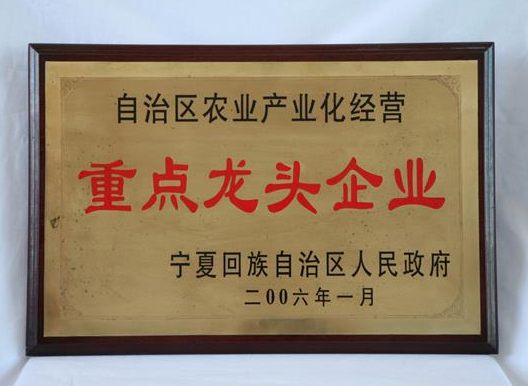 自治区农业产业化经营
重点龙头企业
宁夏回族自治区人民政府
二00六年一月